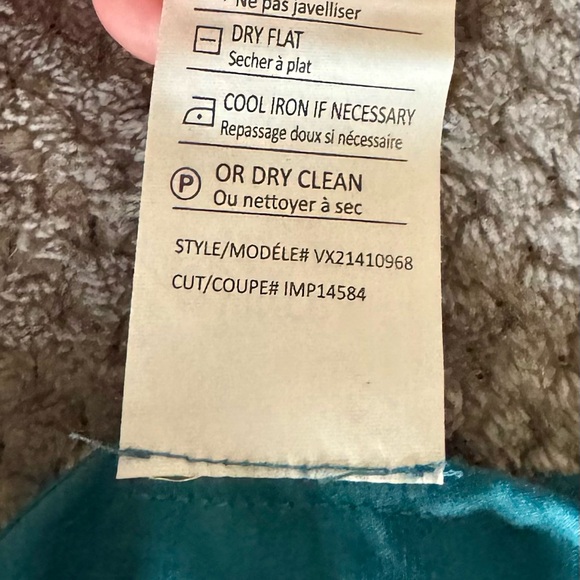 Ne pas javelliser
DRY FLAT
Secher à plat
COOL IRON IF NECESSARY
Repassage doux si nécessaire
P
OR DRY CLEAN
Ou nettoyer à sec
STYLE/MODÉLE# VX21410968
CUT/COUPE# IMP14584